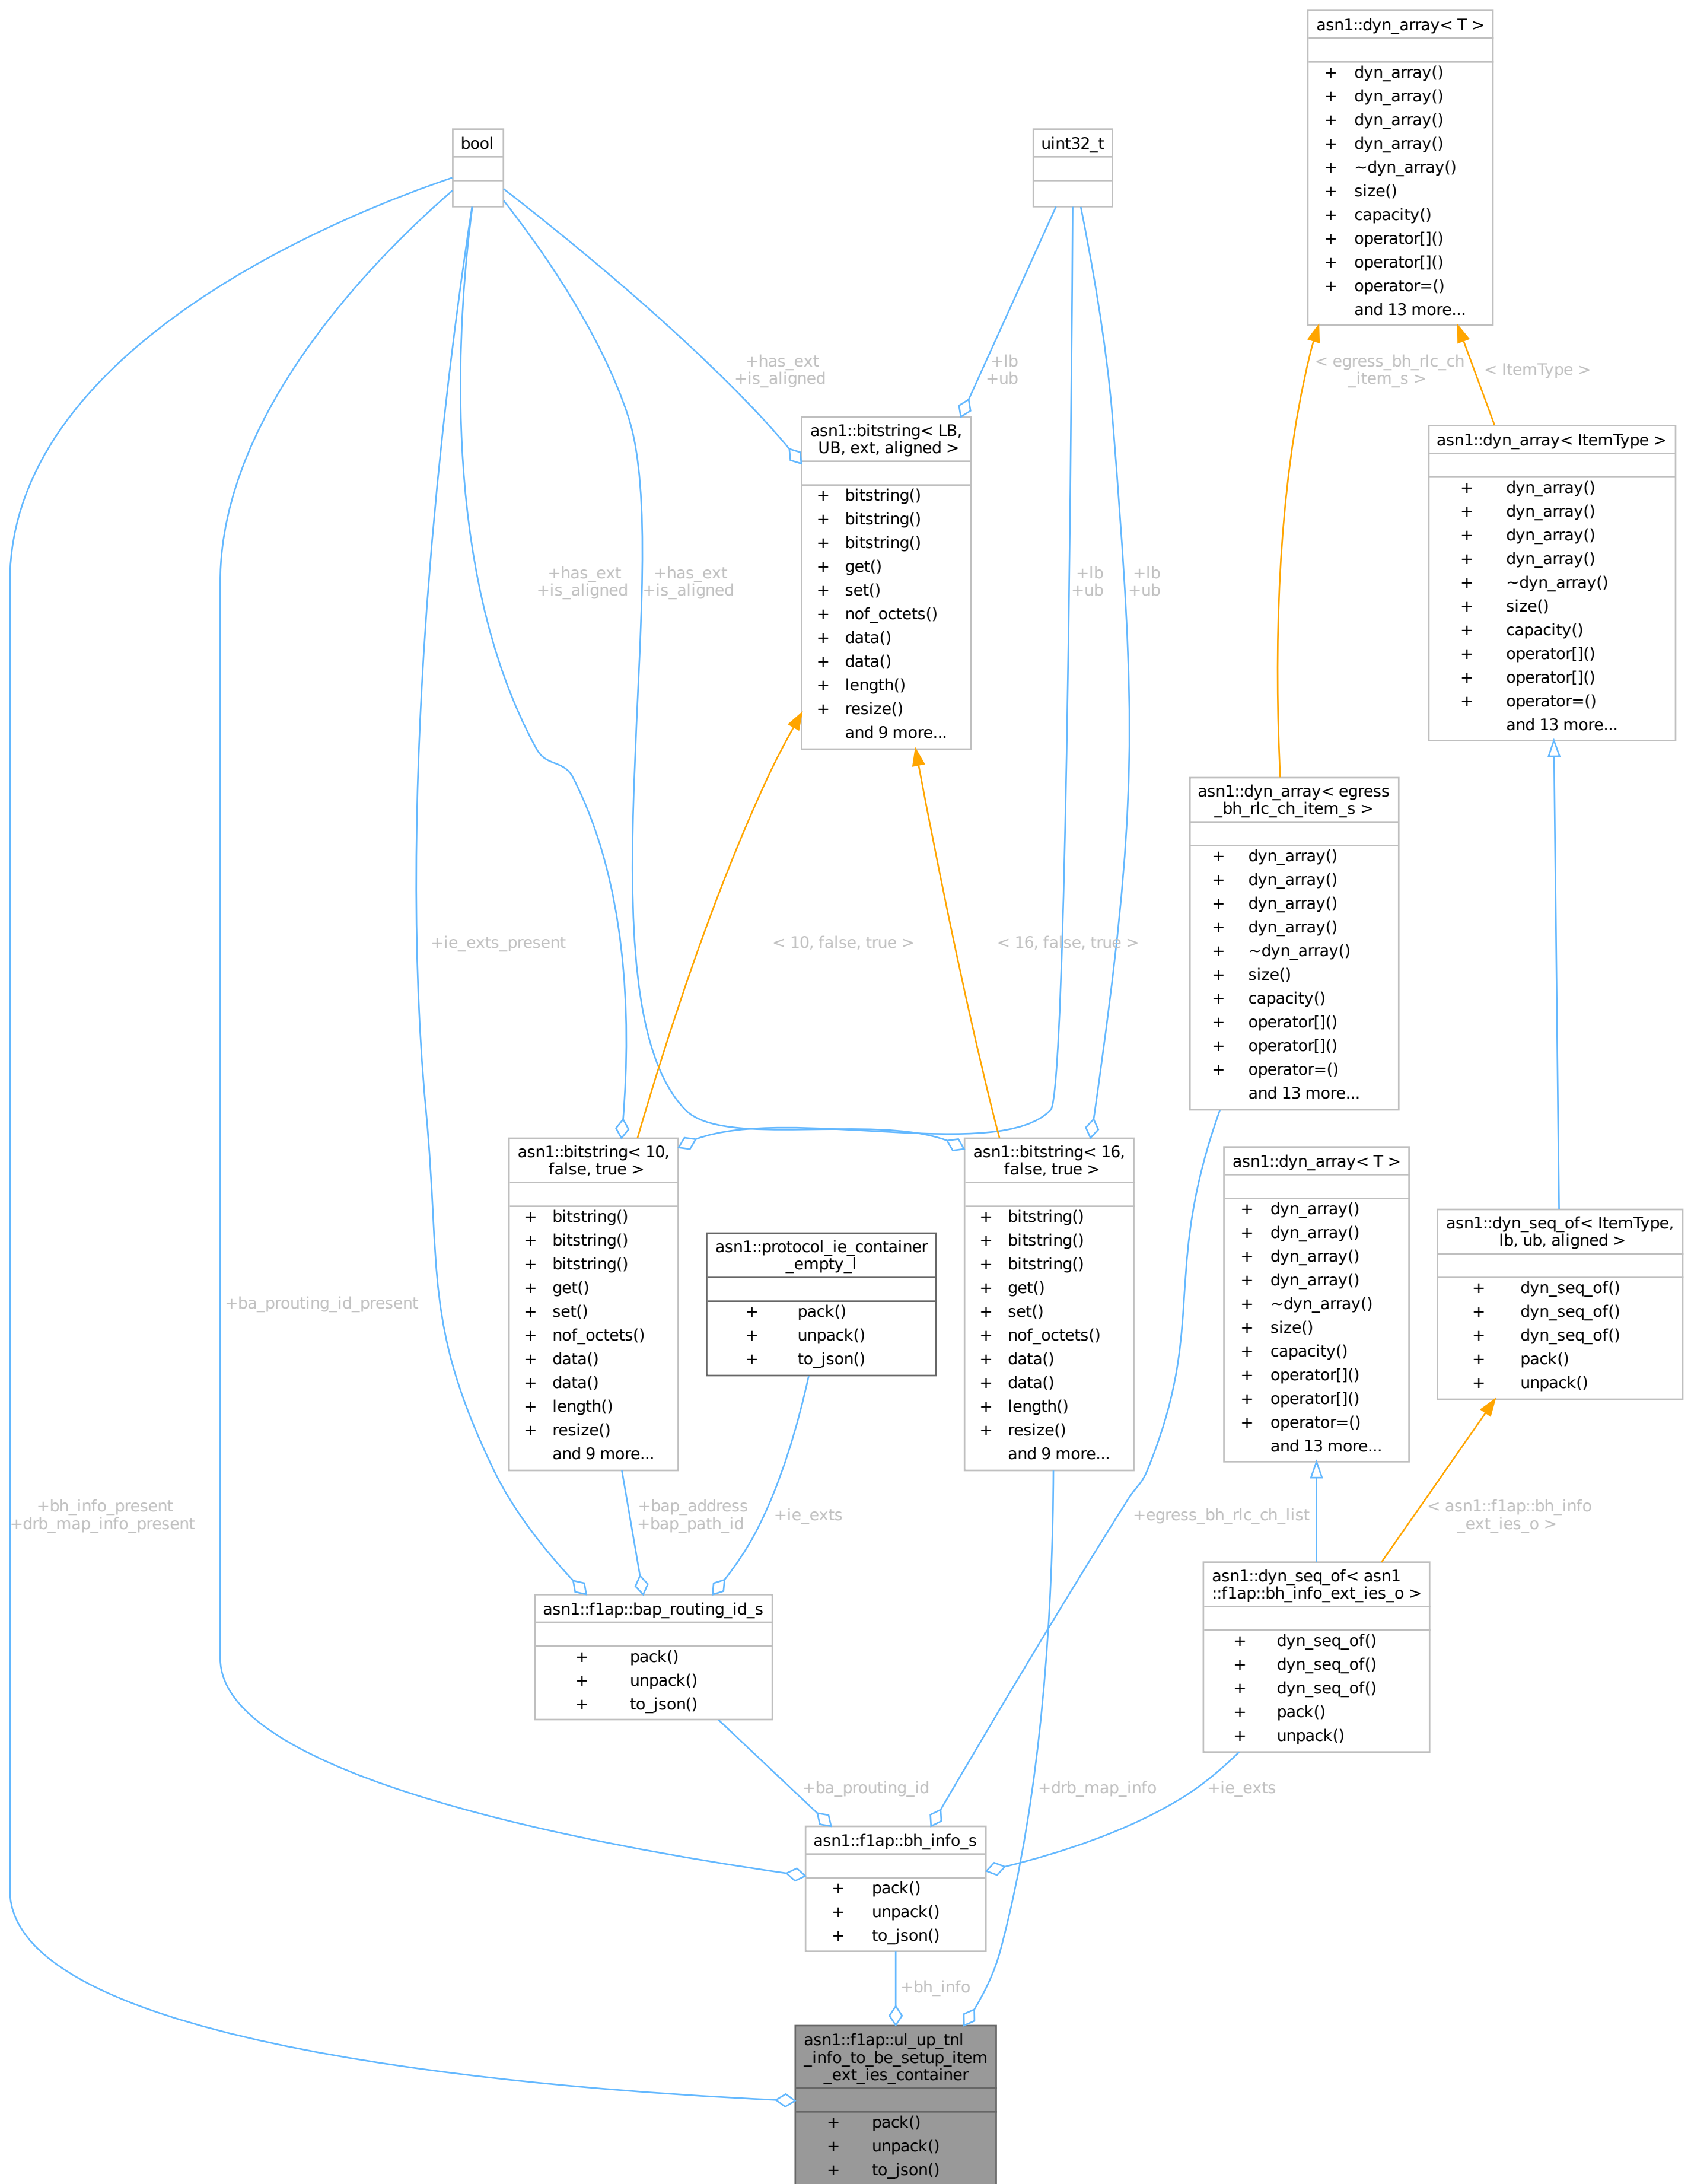 asn1::dyn_array< T >
+ dyn_array()
+ dyn_array()
+ dyn_array()
+ dyn_array()
+ ~dyn_array()
+ size()
+ capacity()
+ operator[]()
+ operator[]()
+ operator=()
and 13 more...
bool
uint32_t
+has_ext
+is_aligned
+lb
+ub
< egress_bh_rlc_ch
_item_s >
< ItemType >
asn1::bitstring< LB,
UB, ext, aligned >
+ bitstring()
+ bitstring()
+ bitstring()
+ get()
+ set()
+ nof_octets()
+ data()
+ data()
+ length()
+ resize()
and 9 more...
asn1::dyn_array< ItemType >
+ dyn_array()
+ dyn_array()
+ dyn_array()
+ dyn_array()
+ ~dyn_array()
+ size()
+ capacity()
+ operator[]()
+ operator[]()
+ operator=()
and 13 more...
+has_ext
+is_aligned
+has_ext
+is_aligned
+lb
+ub
+lb
+ub
asn1::dyn_array< egress
_bh_rlc_ch_item_s >
+ dyn_array()
+ dyn_array()
+ dyn_array()
+ dyn_array()
+ ~dyn_array()
+ size()
+ capacity()
+ operator[]()
+ operator[]()
+ operator=()
and 13 more...
+ie_exts_present
< 10, false, true >
< 16, false, true >
asn1::bitstring< 10,
false, true >
+ bitstring()
+ bitstring()
+ bitstring()
+ get()
+ set()
+ nof_octets()
+ data()
+ data()
+ length()
+ resize()
and 9 more...
asn1::protocol_ie_container
_empty_l
+ pack()
+ unpack()
+ to_json()
asn1::bitstring< 16,
false, true >
+ bitstring()
+ bitstring()
+ bitstring()
+ get()
+ set()
+ nof_octets()
+ data()
+ data()
+ length()
+ resize()
and 9 more...
asn1::dyn_array< T >
+ dyn_array()
+ dyn_array()
+ dyn_array()
+ dyn_array()
+ ~dyn_array()
+ size()
+ capacity()
+ operator[]()
+ operator[]()
+ operator=()
and 13 more...
asn1::dyn_seq_of< ItemType,
lb, ub, aligned >
+ dyn_seq_of()
+ dyn_seq_of()
+ dyn_seq_of()
+ pack()
+ unpack()
+ba_prouting_id_present
+bh_info_present
+drb_map_info_present
+bap_address
+bap_path_id
+ie_exts
+egress_bh_rlc_ch_list
< asn1::f1ap::bh_info
_ext_ies_o >
asn1::f1ap::bap_routing_id_s
+ pack()
+ unpack()
+ to_json()
asn1::dyn_seq_of< asn1
::f1ap::bh_info_ext_ies_o >
+ dyn_seq_of()
+ dyn_seq_of()
+ dyn_seq_of()
+ pack()
+ unpack()
+ba_prouting_id
+drb_map_info
+ie_exts
asn1::f1ap::bh_info_s
+ pack()
+ unpack()
+ to_json()
+bh_info
asn1::f1ap::ul_up_tnl
_info_to_be_setup_item
_ext_ies_container
+ pack()
+ unpack()
+ to_json()